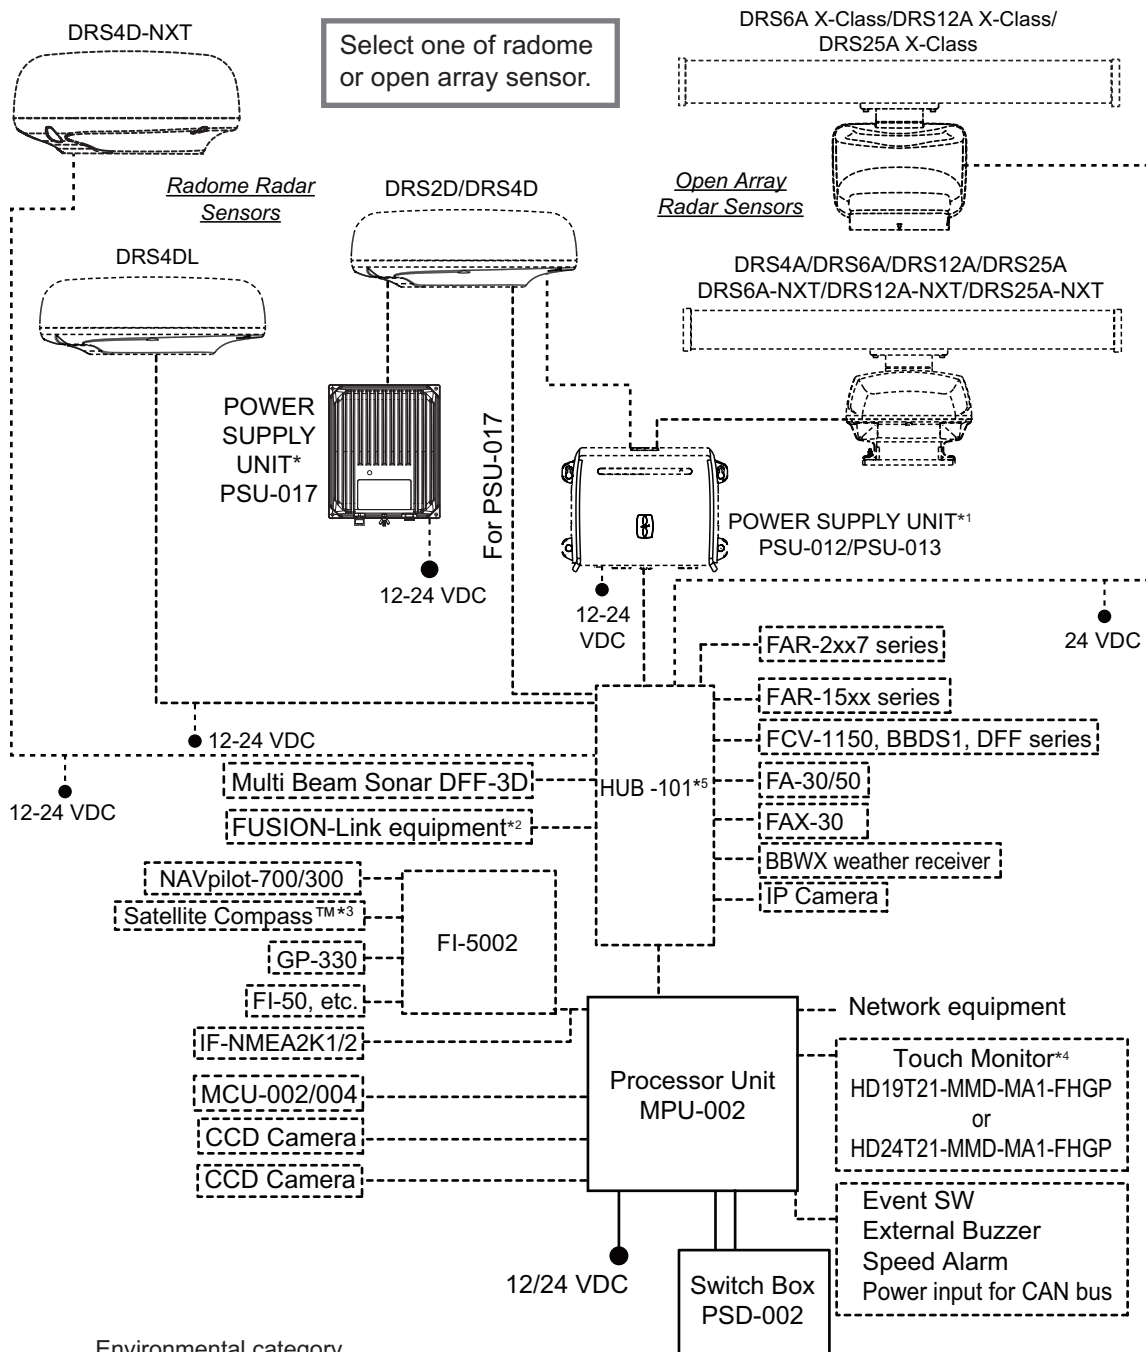 DRS6A X-Class/DRS12A X-Class/
DRS25A X-Class
DRS4D-NXT
Select one of radome
or open array sensor.
Radome Radar
Sensors
DRS2D/DRS4D
Open Array
Radar Sensors
DRS4DL
DRS4A/DRS6A/DRS12A/DRS25A
DRS6A-NXT/DRS12A-NXT/DRS25A-NXT
POWER
SUPPLY
UNIT*
PSU-017
For PSU-017
POWER SUPPLY UNIT*1
PSU-012/PSU-013
12-24 VDC
12-24
VDC
24 VDC
FAR-2xx7 series
FAR-15xx series
12-24 VDC
FCV-1150, BBDS1, DFF series
Multi Beam Sonar DFF-3D
HUB -101*5
FA-30/50
12-24 VDC
FUSION-Link equipment*2
FAX-30
BBWX weather receiver
NAVpilot-700/300
IP Camera
Satellite Compass™*3
FI-5002
GP-330
FI-50, etc.
Network equipment
IF-NMEA2K1/2
Touch Monitor*4
HD19T21-MMD-MA1-FHGP
or
HD24T21-MMD-MA1-FHGP
Processor Unit
MPU-002
MCU-002/004
CCD Camera
CCD Camera
Event SW
External Buzzer
Speed Alarm
Power input for CAN bus
12/24 VDC
Switch Box
PSD-002
Environmental category